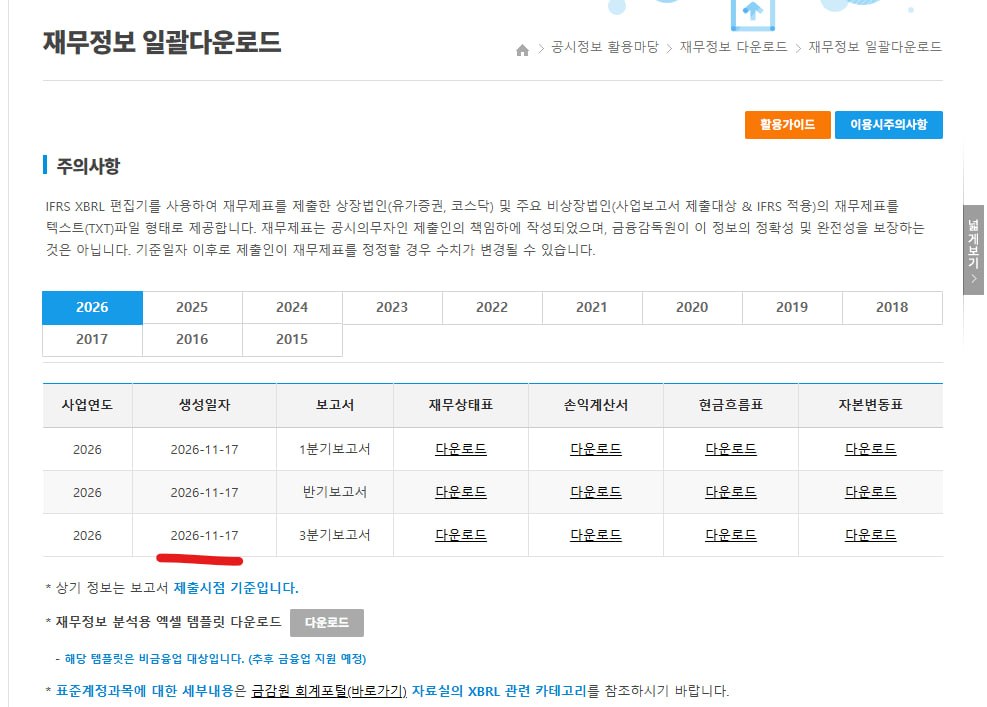 재무정보 일괄다운로드
공시정보 활용마당 > 재무정보 다운로드 > 재무정보 일괄다운로드
활용가이드 이용시주의사항
주의사항
IFRS XBRL 편집기를 사용하여 재무제표를 제출한 상장법인(유가증권, 코스닥) 및 주요 비상장법인(사업보고서 제출대상 & IFRS 적용)의 재무제표를
텍스트(TXT)파일 형태로 제공합니다. 재무제표는 공시의무자인 제출인의 책임하에 작성되었으며, 금융감독원이 이 정보의 정확성 및 완전성을 보장하는
것은 아닙니다. 기준일자 이후로 제출인이 재무제표를 정정할 경우 수치가 변경될 수 있습니다.
넓게보기 >
2026 2025 2024 2023 2022 2021 2020 2019 2018
2017 2016 2015
사업연도 생성일자 보고서 재무상태표 손익계산서 현금흐름표 자본변동표
2026 2026-11-17 1분기보고서 다운로드 다운로드 다운로드 다운로드
2026 2026-11-17 반기보고서 다운로드 다운로드 다운로드 다운로드
2026 2026-11-17 3분기보고서 다운로드 다운로드 다운로드 다운로드
* 상기 정보는 보고서 제출시점 기준입니다.
* 재무정보 분석용 엑셀 템플릿 다운로드 다운로드
- 해당 템플릿은 비금융업 대상입니다. (추후 금융업 지원 예정)
* 표준계정과목에 대한 세부내용은 금감원 회계포털(바로가기) 자료실의 XBRL 관련 카테고리를 참조하시기 바랍니다.